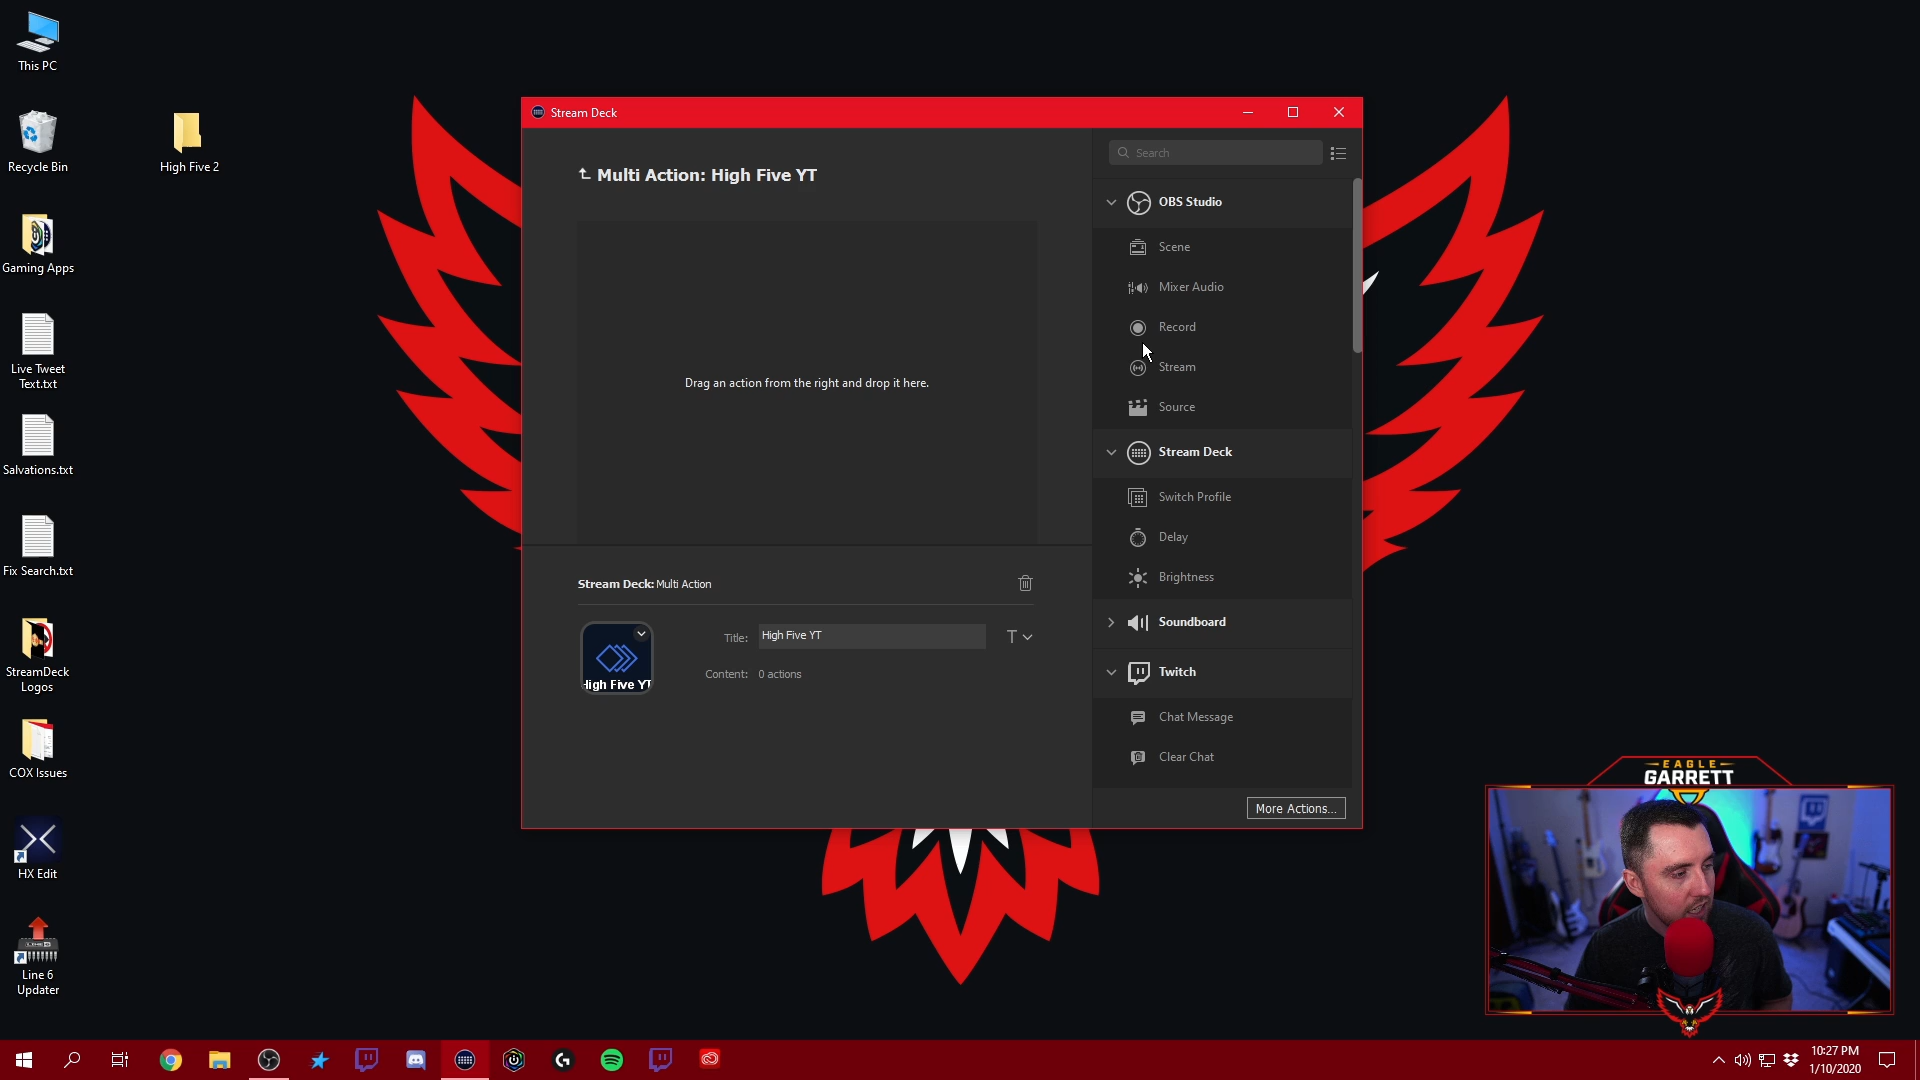 This PC
Recycle Bin
High Five 2
Gaming Apps
Live Tweet
Text.txt
Salvations.txt
Fix Search.txt
StreamDeck
Logos
COX Issues
HX Edit
Line 6
Updater
Stream Deck
Multi Action: High Five YT
Drag an action from the right and drop it here.
Stream Deck: Multi Action
High Five YT
Title: High Five YT
T
Content: 0 actions
Search
OBS Studio
Scene
Mixer Audio
Record
Stream
Source
Stream Deck
Switch Profile
Delay
Brightness
Soundboard
Twitch
Chat Message
Clear Chat
More Actions...
EAGLE
GARRETT
10:27 PM
1/10/2020